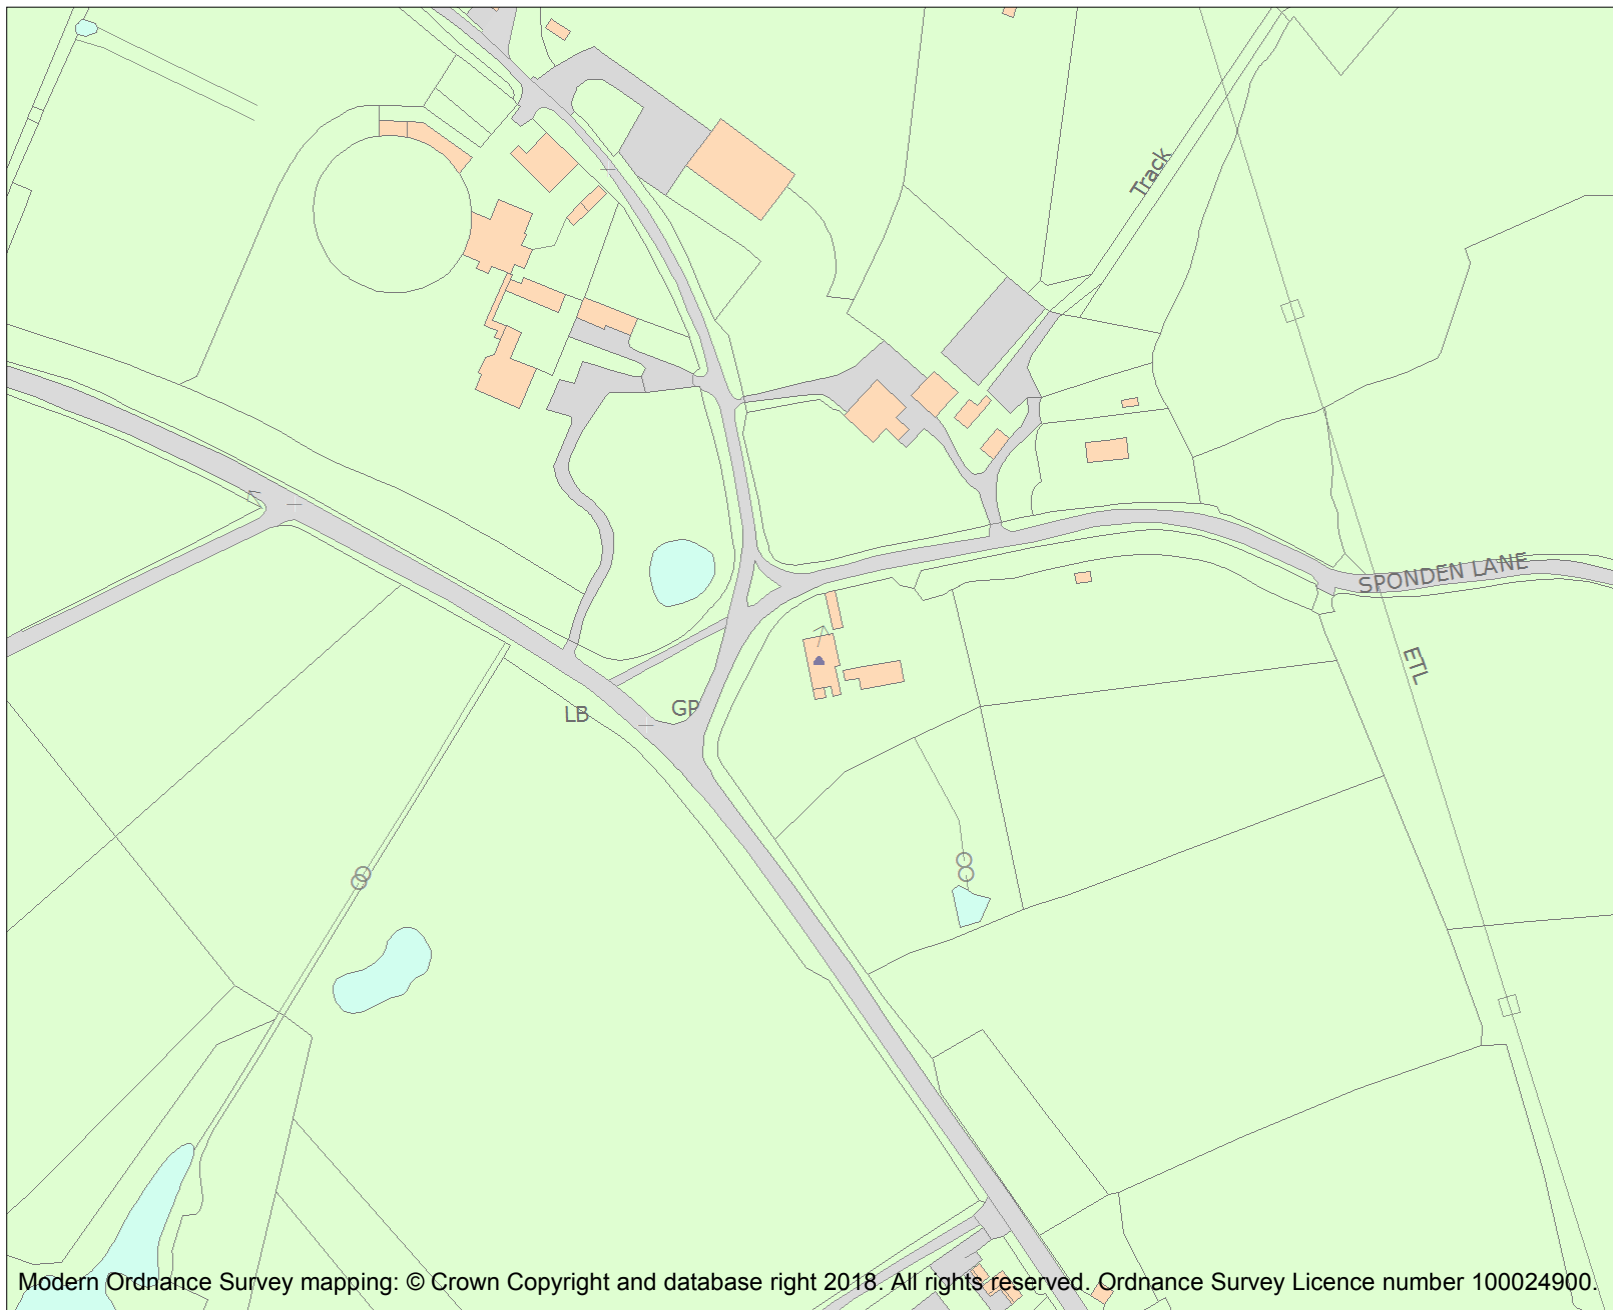 Track
SPONDEN LANE
ETL
LB
GP
Modern Ordnance Survey mapping: © Crown Copyright and database right 2018. All rights reserved. Ordnance Survey Licence number 100024900.